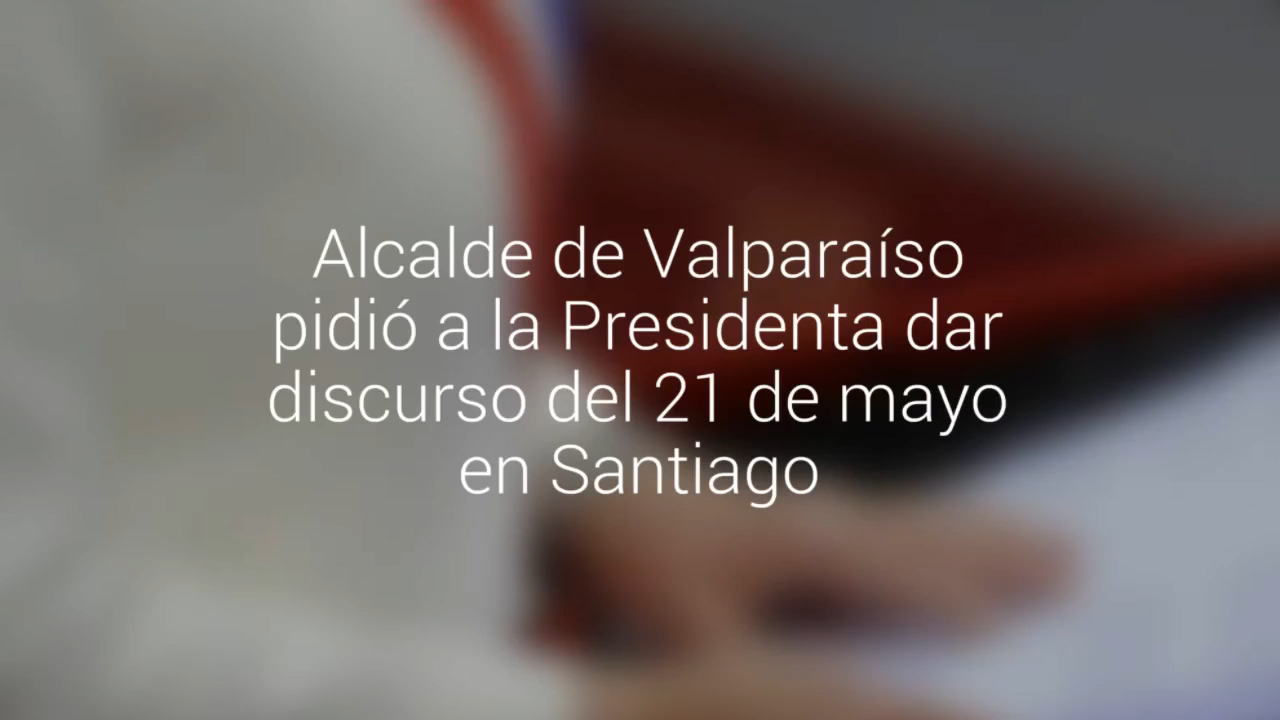 Alcalde de Valparaíso
pidió a la Presidenta dar
discurso del 21 de mayo
en Santiago